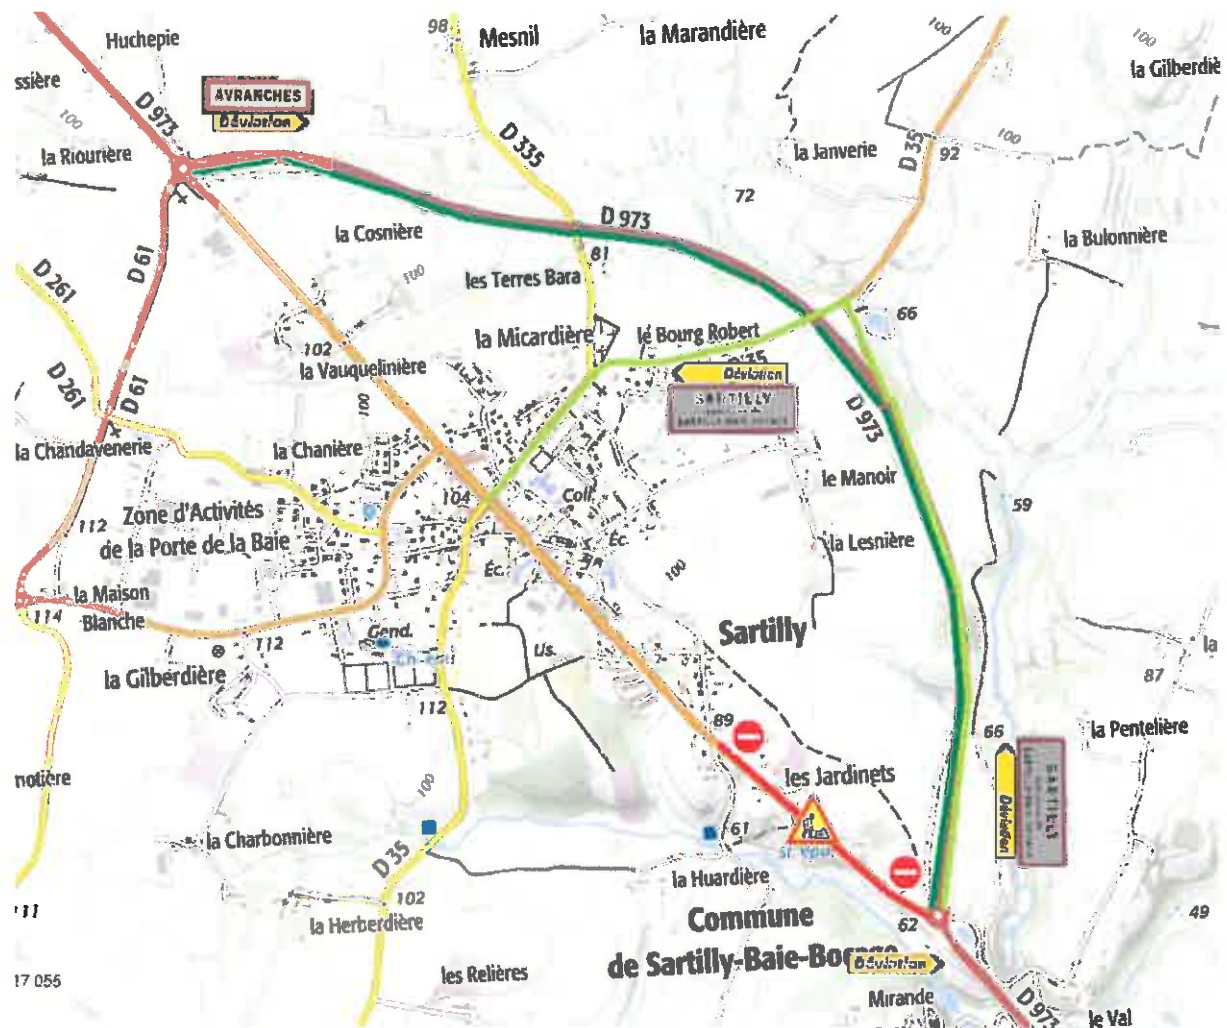 98
Mesnil
la Marandière
100
100
Huchepie
la Gilberdiè
ssière
AVRANCHES
Déviation
D 973
100
D 335
la Riourière
la Janverie
D 35
92
100
72
D 973
la Cosnière
la Bulonnière
D 61
81
100
D 261
les Terres Bara
66
la Micardière
le Bourg Robert
102
la Vauquelinière
Déviation
SARTILLY
D 261
D 61
100
D 973
la Chandavenerie
la Chanière
le Manoir
104
Coll.
59
Zone d'Activités
de la Porte de la Baie
112
Éc.
la Lesnière
Éc.
100
la Maison
Blanche
114
Gend.
Sartilly
112
Us.
la
la Gilberdière
87
112
89
66
la Pentelière
notière
les Jardinets
100
Déviation
SARTILLY
61
la Charbonnière
D 35
la Huardière
102
la Herberdière
Commune
62
49
de Sartilly-Baie-Bocage
Déviation
17 055
les Relières
Mirande
D 973
le Val